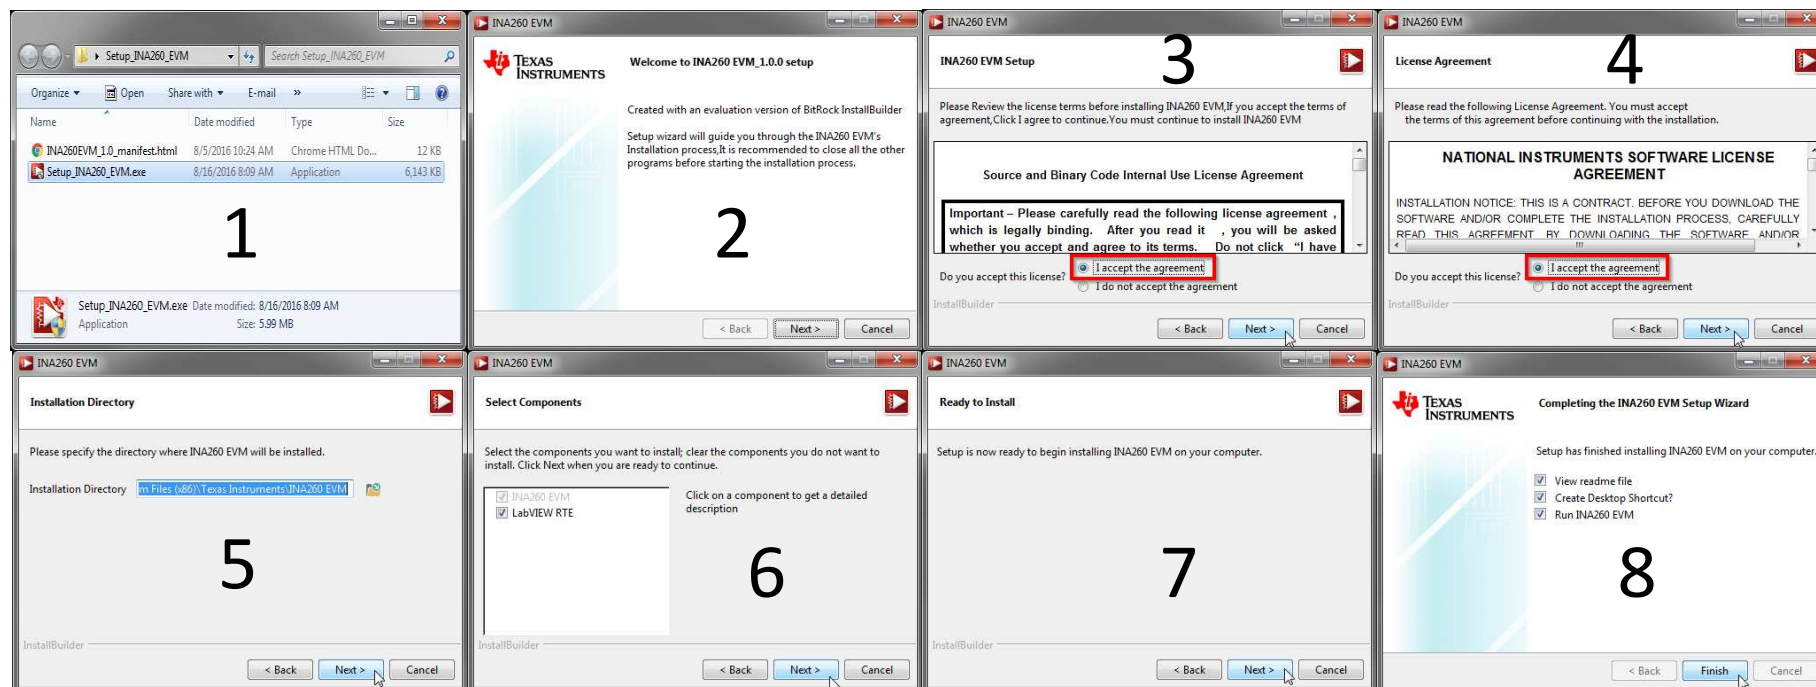 Setup_INA260_EVM
Search Setup_INA260_EVM
Organize
Open
Share with
E-mail
»
Name
Date modified
Type
Size
INA260EVM_1.0_manifest.html
8/5/2016 10:24 AM
Chrome HTML Do...
12 KB
Setup_INA260_EVM.exe
8/16/2016 8:09 AM
Application
6,143 KB
1
Setup_INA260_EVM.exe Date modified: 8/16/2016 8:09 AM
Application
Size: 5.99 MB
INA260 EVM
TEXAS
INSTRUMENTS
Welcome to INA260 EVM_1.0.0 setup
Created with an evaluation version of BitRock InstallBuilder
Setup wizard will guide you through the INA260 EVM's
Installation process,It is recommended to close all the other
programs before starting the installation process.
2
< Back
Next >
Cancel
INA260 EVM
3
INA260 EVM Setup
Please Review the license terms before installing INA260 EVM,If you accept the terms of
agreement,Click I agree to continue.You must continue to install INA260 EVM
Source and Binary Code Internal Use License Agreement
Important – Please carefully read the following license agreement ,
which is legally binding. After you read it , you will be asked
whether you accept and agree to its terms. Do not click “I have
Do you accept this license?
I accept the agreement
I do not accept the agreement
InstallBuilder
< Back
Next >
Cancel
INA260 EVM
4
License Agreement
Please read the following License Agreement. You must accept
the terms of this agreement before continuing with the installation.
NATIONAL INSTRUMENTS SOFTWARE LICENSE
AGREEMENT
INSTALLATION NOTICE: THIS IS A CONTRACT. BEFORE YOU DOWNLOAD THE
SOFTWARE AND/OR COMPLETE THE INSTALLATION PROCESS, CAREFULLY
READ THIS AGREEMENT. BY DOWNLOADING THE SOFTWARE AND/OR
Do you accept this license?
I accept the agreement
I do not accept the agreement
InstallBuilder
< Back
Next >
Cancel
INA260 EVM
Installation Directory
Please specify the directory where INA260 EVM will be installed.
Installation Directory
m Files (x86)\Texas Instruments\INA260 EVM
5
InstallBuilder
< Back
Next >
Cancel
INA260 EVM
Select Components
Select the components you want to install; clear the components you do not want to
install. Click Next when you are ready to continue.
INA260 EVM
LabVIEW RTE
Click on a component to get a detailed
description
6
InstallBuilder
< Back
Next >
Cancel
INA260 EVM
Ready to Install
Setup is now ready to begin installing INA260 EVM on your computer.
7
InstallBuilder
< Back
Next >
Cancel
INA260 EVM
TEXAS
INSTRUMENTS
Completing the INA260 EVM Setup Wizard
Setup has finished installing INA260 EVM on your computer.
View readme file
Create Desktop Shortcut?
Run INA260 EVM
8
< Back
Finish
Cancel